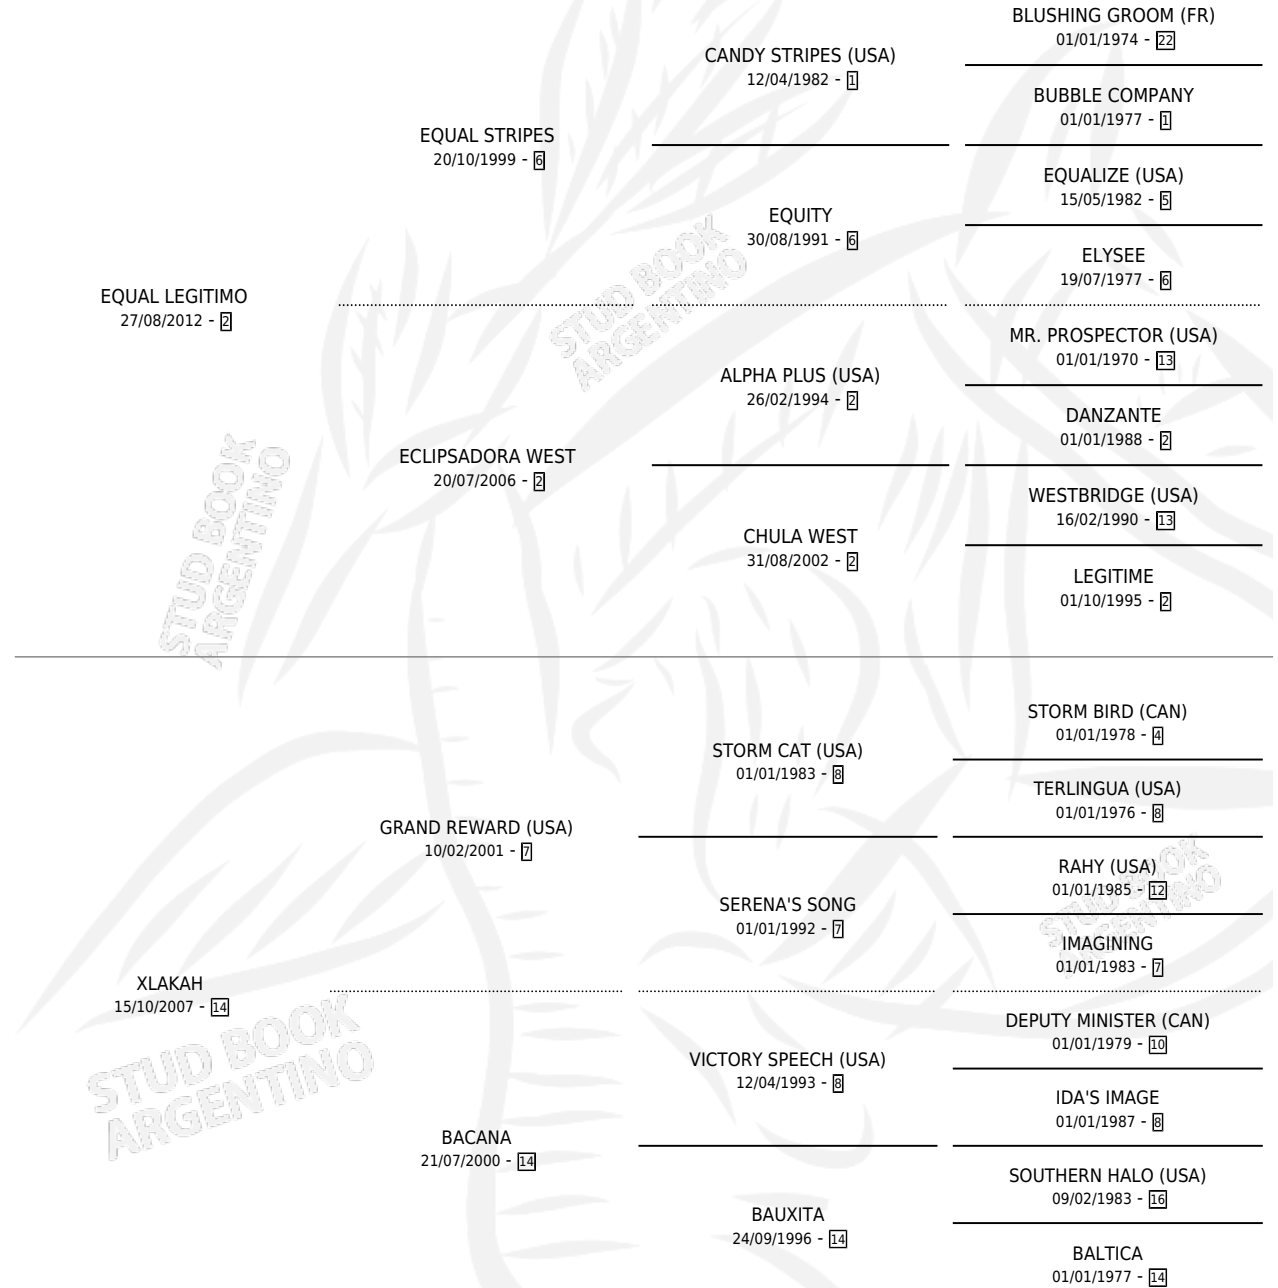 BLUSHING GROOM (FR)
01/01/1974 - 22
CANDY STRIPES (USA)
12/04/1982 - 1
BUBBLE COMPANY
01/01/1977 - 1
EQUAL STRIPES
20/10/1999 - 6
EQUALIZE (USA)
15/05/1982 - 5
EQUITY
30/08/1991 - 6
ELYSEE
19/07/1977 - 6
EQUAL LEGITIMO
27/08/2012 - 2
MR. PROSPECTOR (USA)
01/01/1970 - 13
ALPHA PLUS (USA)
26/02/1994 - 2
DANZANTE
01/01/1988 - 2
ECLIPSADORA WEST
20/07/2006 - 2
WESTBRIDGE (USA)
16/02/1990 - 13
CHULA WEST
31/08/2002 - 2
LEGITIME
01/10/1995 - 2
STORM BIRD (CAN)
01/01/1978 - 4
STORM CAT (USA)
01/01/1983 - 8
TERLINGUA (USA)
01/01/1976 - 8
GRAND REWARD (USA)
10/02/2001 - 7
RAHY (USA)
01/01/1985 - 12
SERENA'S SONG
01/01/1992 - 7
IMAGINING
01/01/1983 - 7
XLAKAH
15/10/2007 - 14
DEPUTY MINISTER (CAN)
01/01/1979 - 10
VICTORY SPEECH (USA)
12/04/1993 - 8
IDA'S IMAGE
01/01/1987 - 8
BACANA
21/07/2000 - 14
SOUTHERN HALO (USA)
09/02/1983 - 16
BAUXITA
24/09/1996 - 14
BALTICA
01/01/1977 - 14
STUD BOOK
ARGENTINO
STUD BOOK
ARGENTINO
STUD BOOK
ARGENTINO
STUD BOOK
ARGENTINO